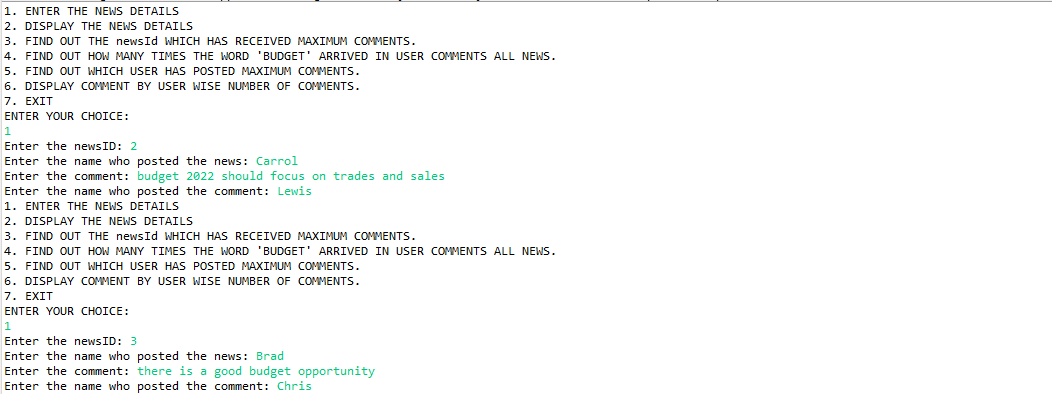 1. ENTER THE NEWS DETAILS
2. DISPLAY THE NEWS DETAILS
3. FIND OUT THE newsId WHICH HAS RECEIVED MAXIMUM COMMENTS.
4. FIND OUT HOW MANY TIMES THE WORD 'BUDGET' ARRIVED IN USER COMMENTS ALL NEWS.
5. FIND OUT WHICH USER HAS POSTED MAXIMUM COMMENTS.
6. DISPLAY COMMENT BY USER WISE NUMBER OF COMMENTS.
7. EXIT
ENTER YOUR CHOICE:
1
Enter the newsID: 2
Enter the name who posted the news: Carrol
Enter the comment: budget 2022 should focus on trades and sales
Enter the name who posted the comment: Lewis
1. ENTER THE NEWS DETAILS
2. DISPLAY THE NEWS DETAILS
3. FIND OUT THE newsId WHICH HAS RECEIVED MAXIMUM COMMENTS.
4. FIND OUT HOW MANY TIMES THE WORD 'BUDGET' ARRIVED IN USER COMMENTS ALL NEWS.
5. FIND OUT WHICH USER HAS POSTED MAXIMUM COMMENTS.
6. DISPLAY COMMENT BY USER WISE NUMBER OF COMMENTS.
7. EXIT
ENTER YOUR CHOICE:
1
Enter the newsID: 3
Enter the name who posted the news: Brad
Enter the comment: there is a good budget opportunity
Enter the name who posted the comment: Chris